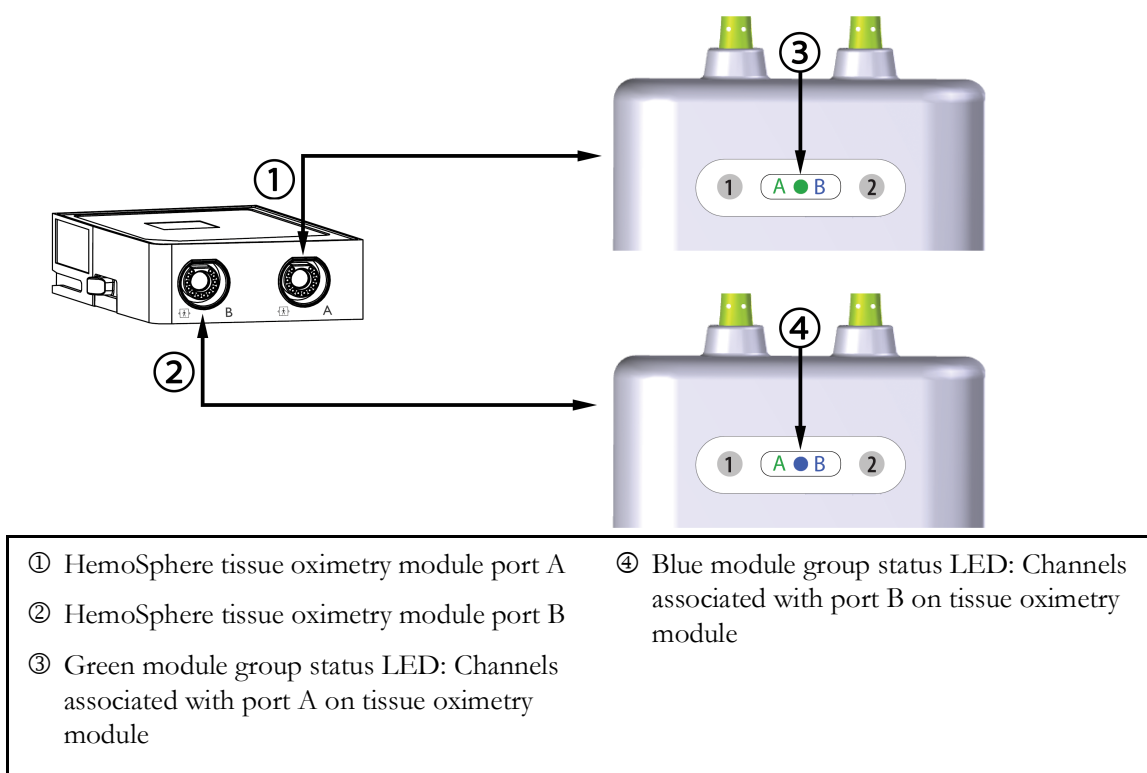 ③
①
1 A B 2
B A
④
②
1 A B 2
① HemoSphere tissue oximetry module port A
② HemoSphere tissue oximetry module port B
③ Green module group status LED: Channels
associated with port A on tissue oximetry
module
④ Blue module group status LED: Channels
associated with port B on tissue oximetry
module